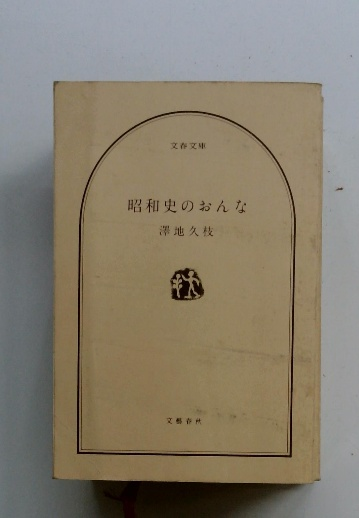 文春文庫
昭和史のおんな
澤地久枝
文藝春秋